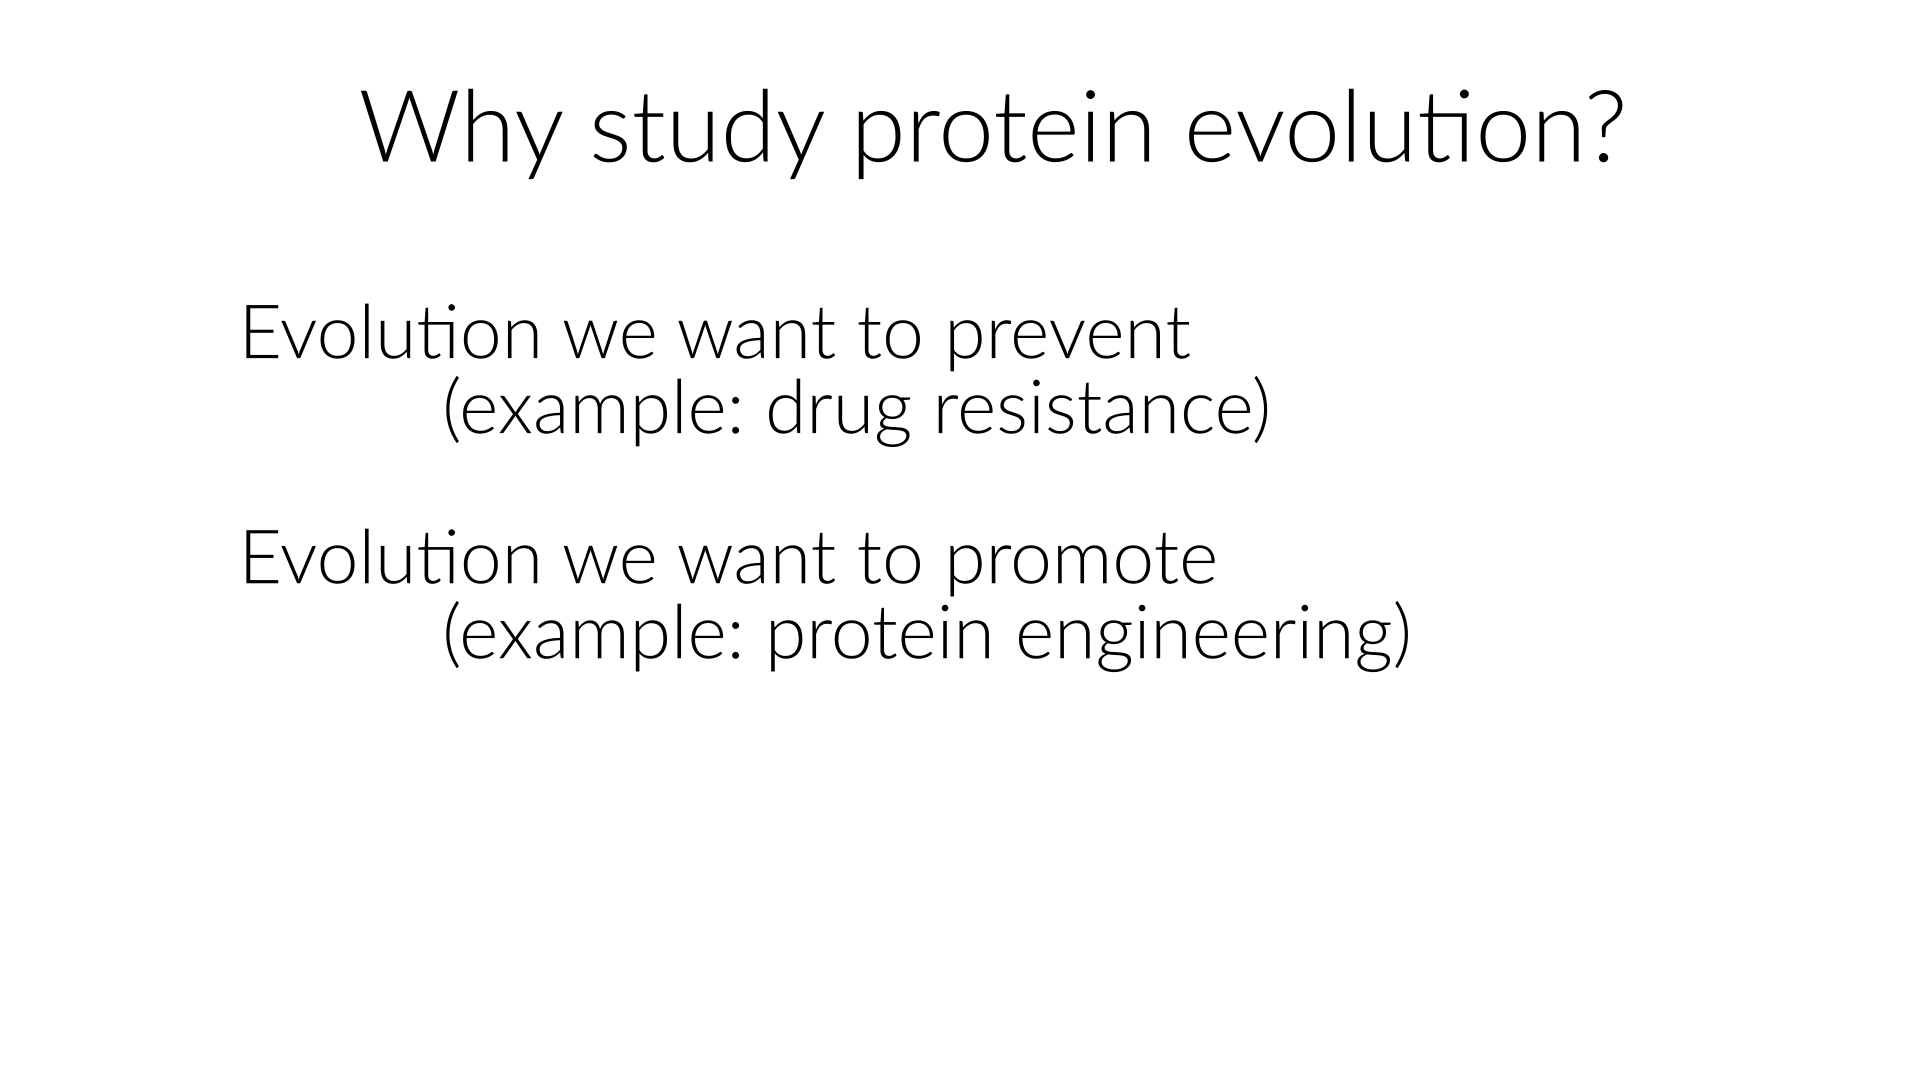 Why study protein evolution?
Evolution we want to prevent
(example: drug resistance)
Evolution we want to promote
(example: protein engineering)